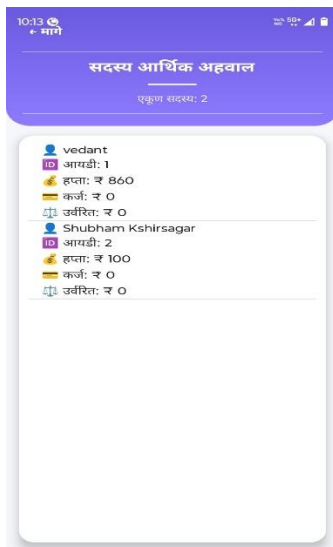 10:13
← मागे
सदस्य आर्थिक अहवाल
एकूण सदस्य: 2
vedant
ID आयडी: 1
हप्ता: ₹ 860
कर्ज: ₹ 0
उर्वरित: ₹ 0
Shubham Kshirsagar
ID आयडी: 2
हप्ता: ₹ 100
कर्ज: ₹ 0
उर्वरित: ₹ 0